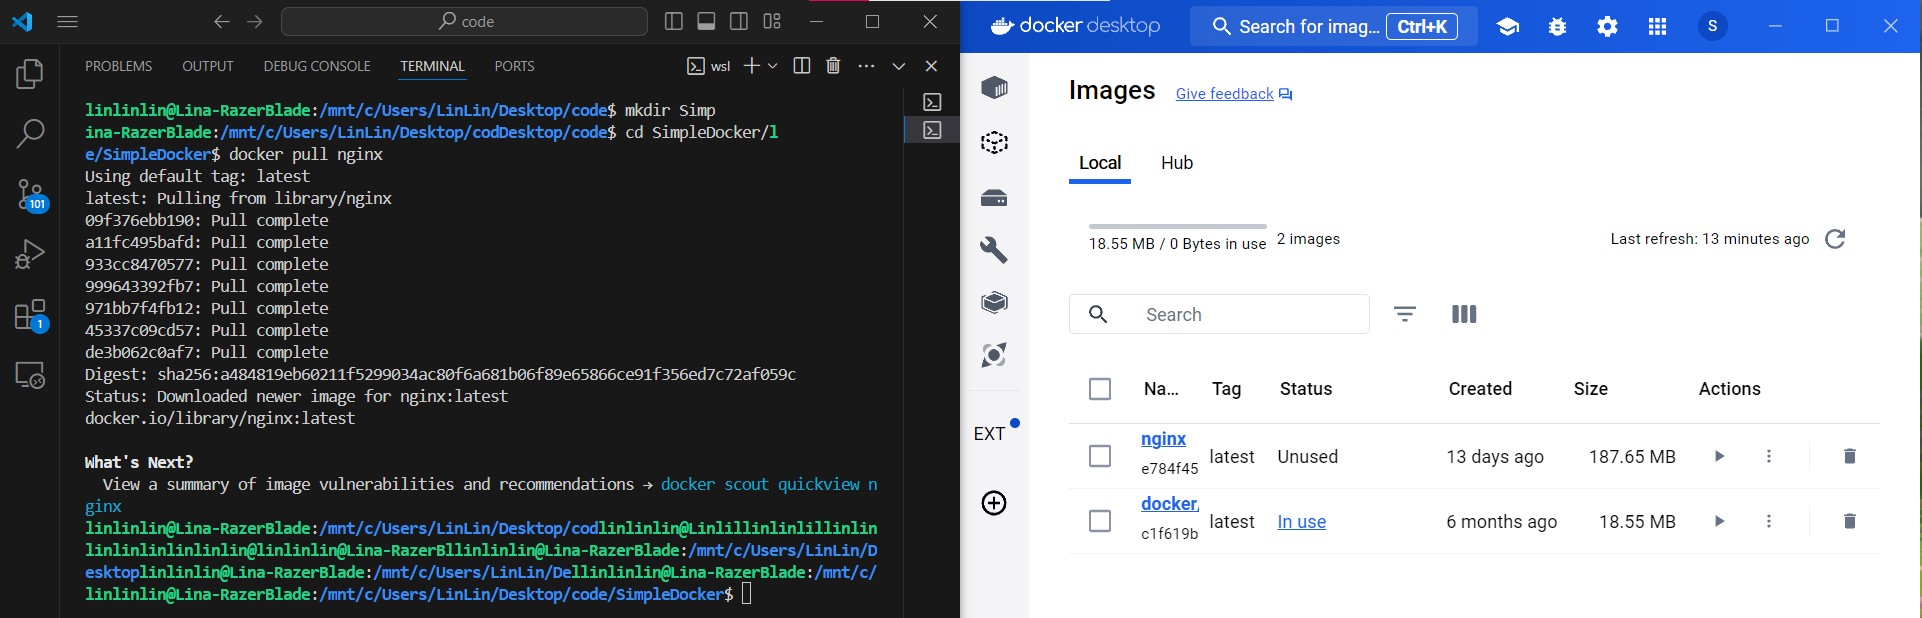 code
PROBLEMS OUTPUT DEBUG CONSOLE TERMINAL PORTS wsl
linlinlin@Lina-RazerBlade:/mnt/c/Users/LinLin/Desktop/code$ mkdir Simp
ina-RazerBlade:/mnt/c/Users/LinLin/Desktop/codDesktop/code$ cd SimpleDocker/l
e/SimpleDocker$ docker pull nginx
Using default tag: latest
latest: Pulling from library/nginx
09f376ebb190: Pull complete
a11fc495bafd: Pull complete
933cc8470577: Pull complete
999643392fb7: Pull complete
971bb7f4fb12: Pull complete
45337c09cd57: Pull complete
de3b062c0af7: Pull complete
Digest: sha256:a484819eb60211f5299034ac80f6a681b06f89e65866ce91f356ed7c72af059c
Status: Downloaded newer image for nginx:latest
docker.io/library/nginx:latest
What's Next?
View a summary of image vulnerabilities and recommendations → docker scout quickview n
ginx
linlinlin@Lina-RazerBlade:/mnt/c/Users/LinLin/Desktop/codlinlinlin@Linlillinlinlillinlin
linlinlinlinlinlin@linlinlin@Lina-RazerBllinlinlin@Lina-RazerBlade:/mnt/c/Users/LinLin/D
esktoplinlinlin@Lina-RazerBlade:/mnt/c/Users/LinLin/Dellinlinlin@Lina-RazerBlade:/mnt/c/
linlinlin@Lina-RazerBlade:/mnt/c/Users/LinLin/Desktop/code/SimpleDocker$
101
1
docker desktop Search for imag... Ctrl+K S
Images Give feedback
Local Hub
18.55 MB / 0 Bytes in use 2 images Last refresh: 13 minutes ago
Search
Na... Tag Status Created Size Actions
nginx
e784f45 latest Unused 13 days ago 187.65 MB
docker/
c1f619b latest In use 6 months ago 18.55 MB
EXT